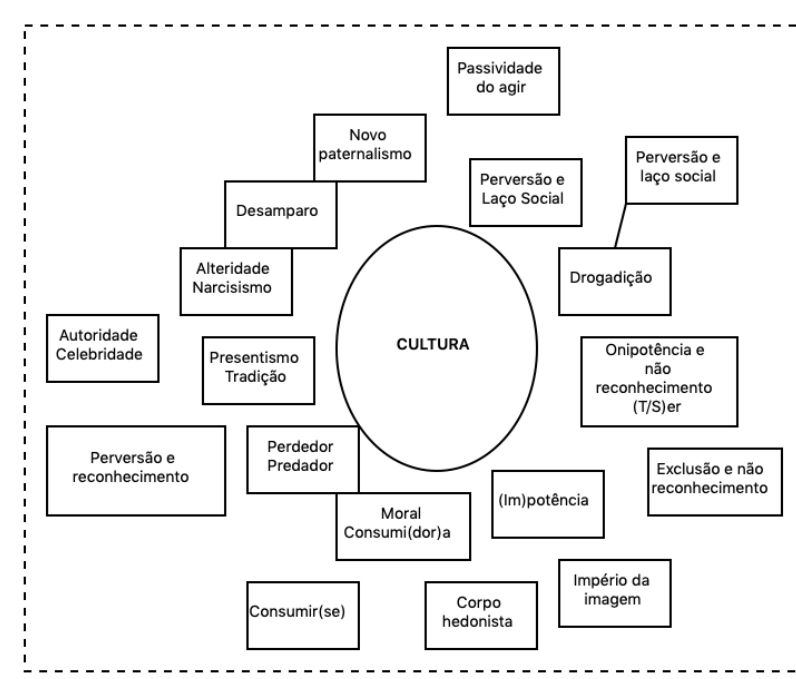 Passividade
do agir
Novo
paternalismo
Perversão e
laço social
Perversão e
Laço Social
Desamparo
Alteridade
Narcisismo
Drogadição
Autoridade
Celebridade
Presentismo
Tradição
CULTURA
Onipotência e
não
reconhecimento
(T/S)er
Perversão e
reconhecimento
Perdedor
Predador
Exclusão e não
reconhecimento
(Im)potência
Moral
Consumi(dor)a
Império da
imagem
Consumir(se)
Corpo
hedonista